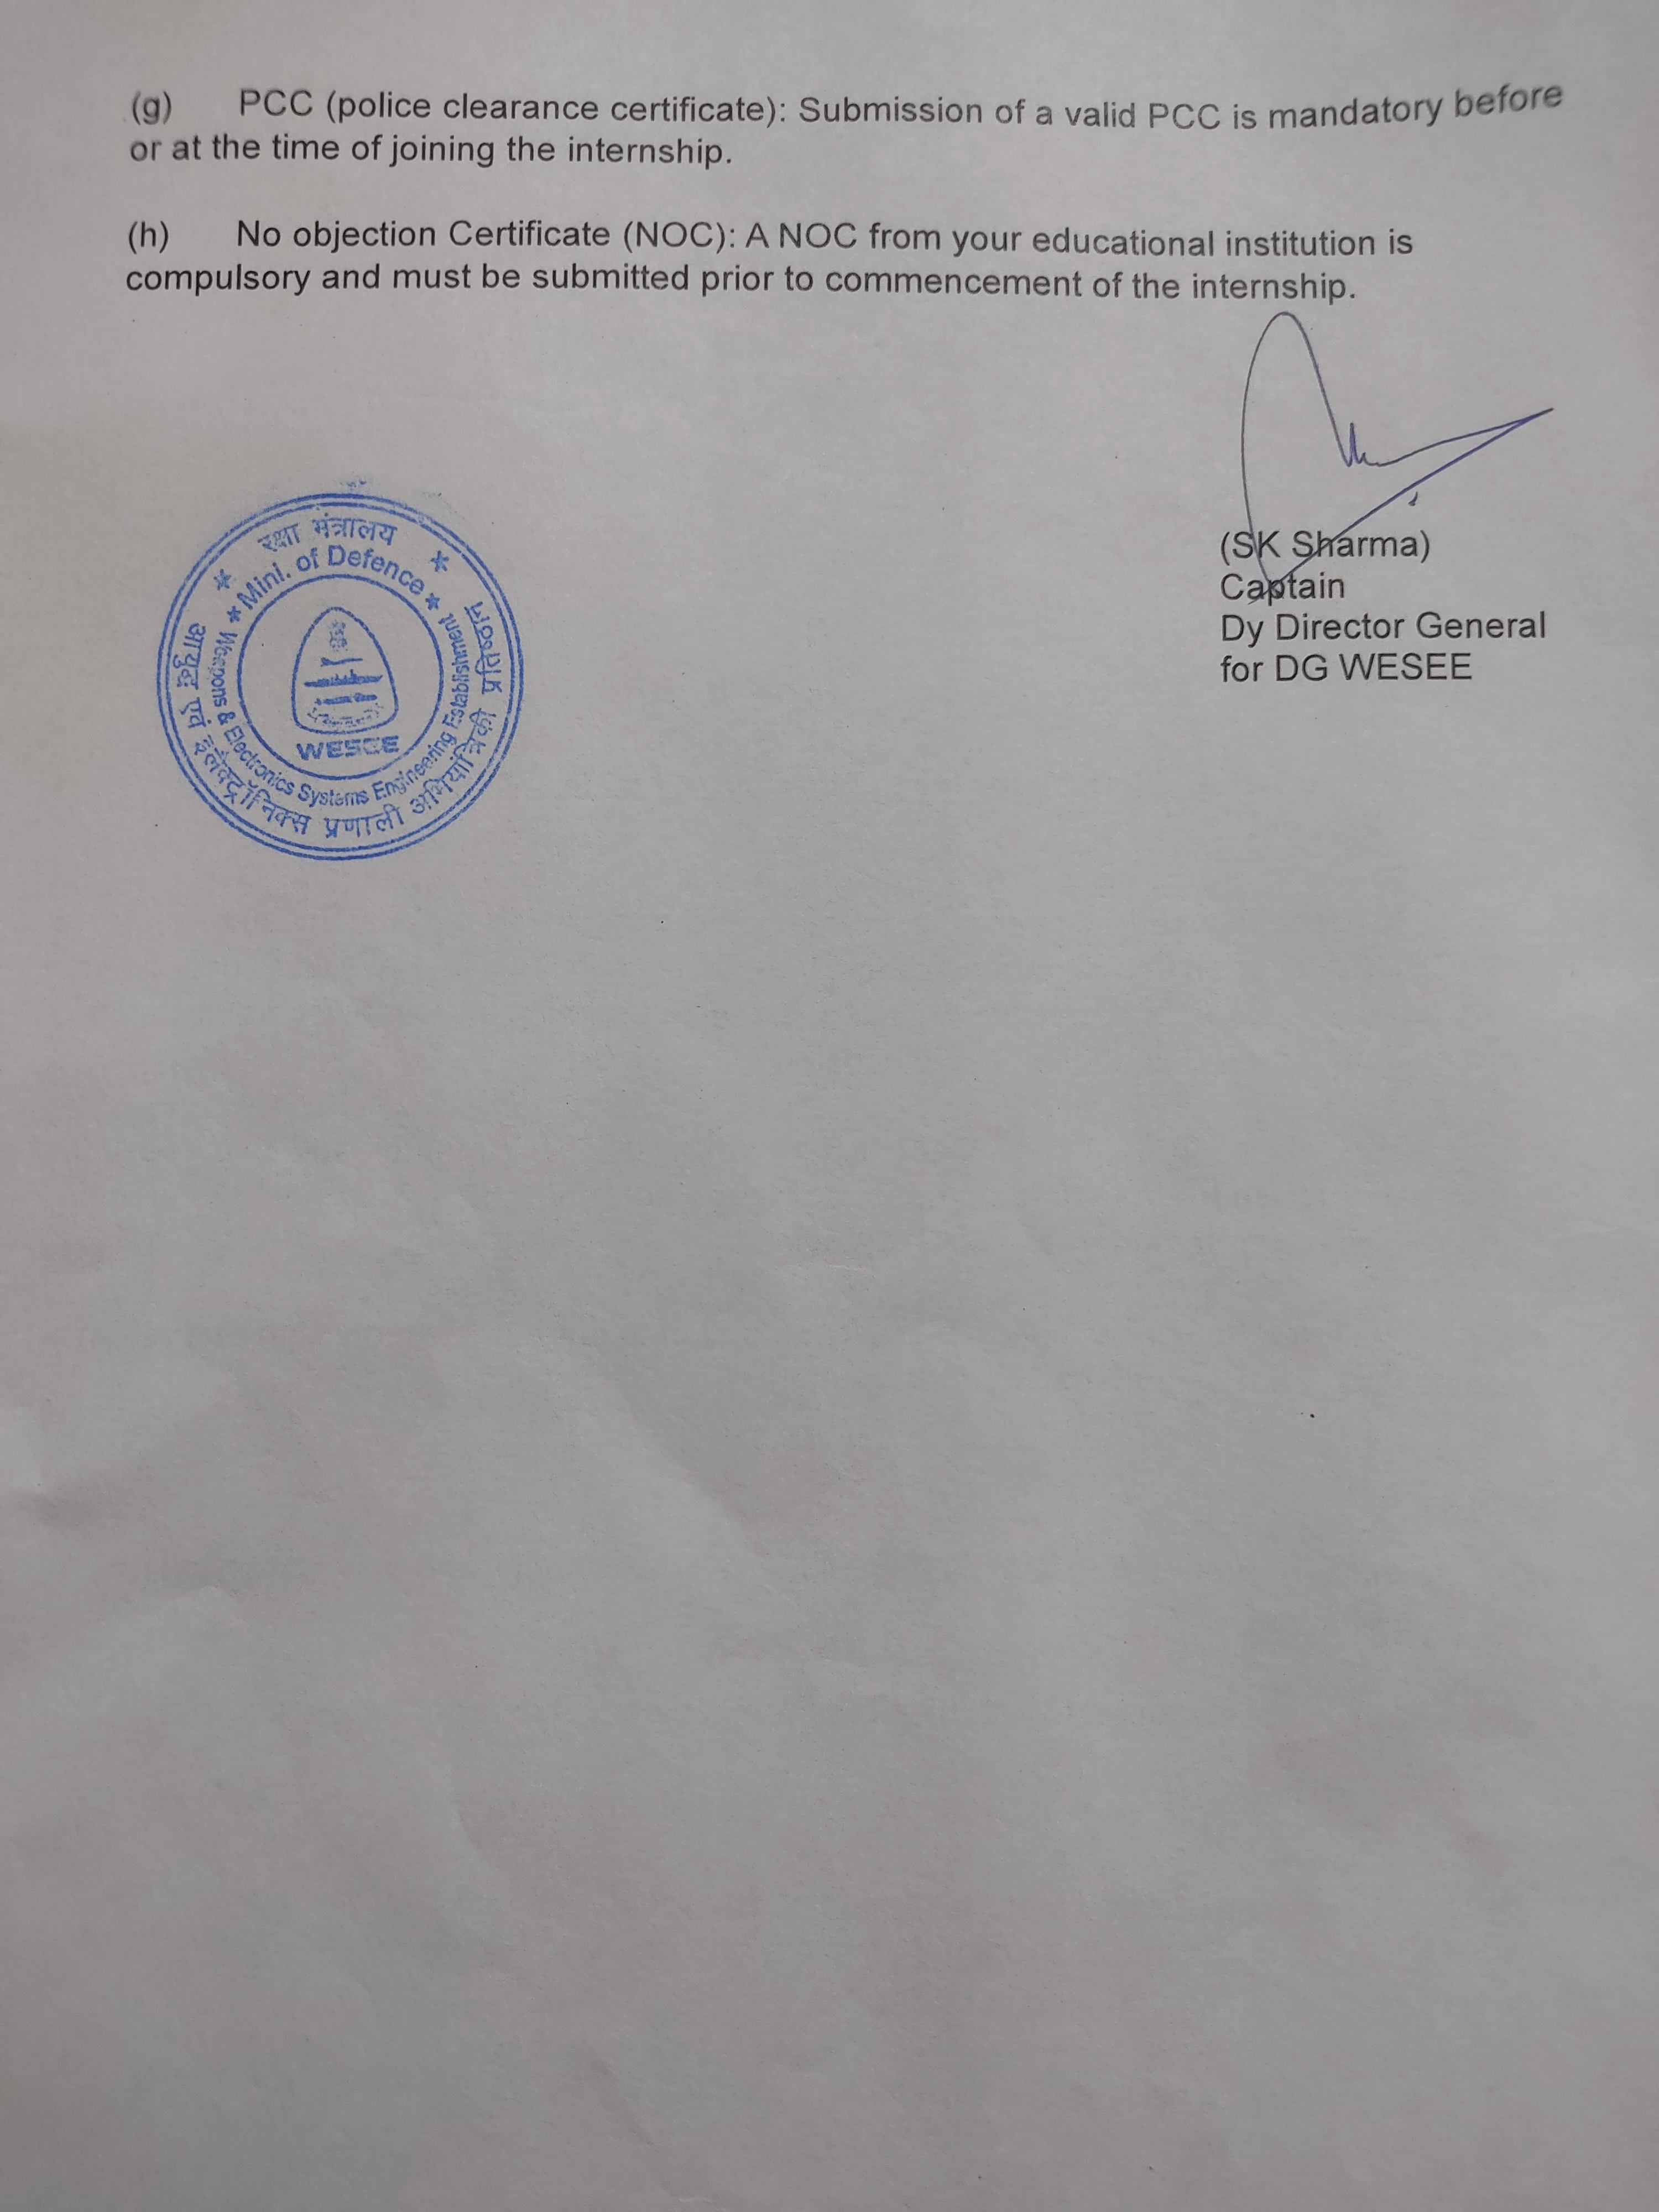 (g) PCC (police clearance certificate): Submission of a valid PCC is mandatory before
or at the time of joining the internship.
(h) No objection Certificate (NOC): A NOC from your educational institution is
compulsory and must be submitted prior to commencement of the internship.
(SK Sharma)
Captain
Dy Director General
for DG WESEE
रक्षा मंत्रालय
Mini. of Defence
Weapons & Electronics Systems Engineering Establishment
आयुध एवं इलैक्ट्रॉनिक्स प्रणाली अभियांत्रिकी प्रतिष्ठान
WESEE